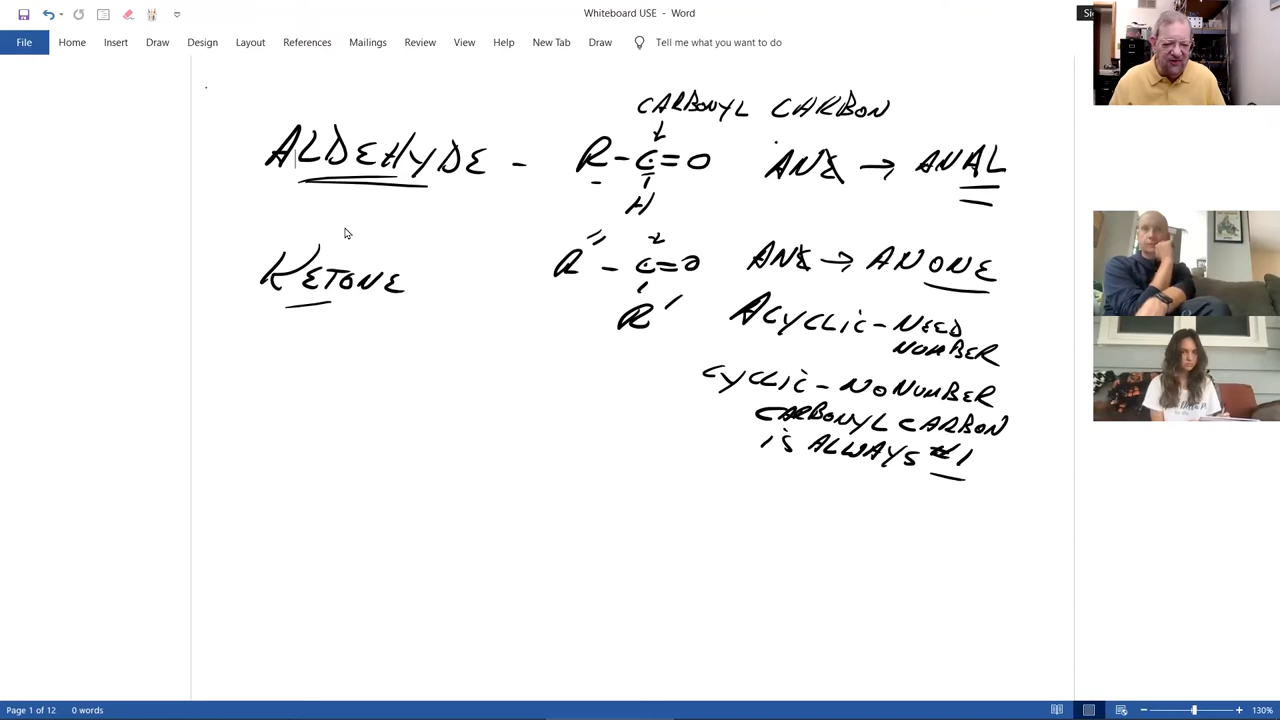 Whiteboard USE - Word
File Home Insert Draw Design Layout References Mailings Review View Help New Tab Draw Tell me what you want to do
CARBONYL CARBON
ALDEHYDE - R-C=O ANE → ANAL
H
KETONE R" - C=O ANE → ANONE
R'
ACYCLIC - NEED
NUMBER
CYCLIC - NO NUMBER
CARBONYL CARBON
IS ALWAYS #1
Page 1 of 12 0 words 130%